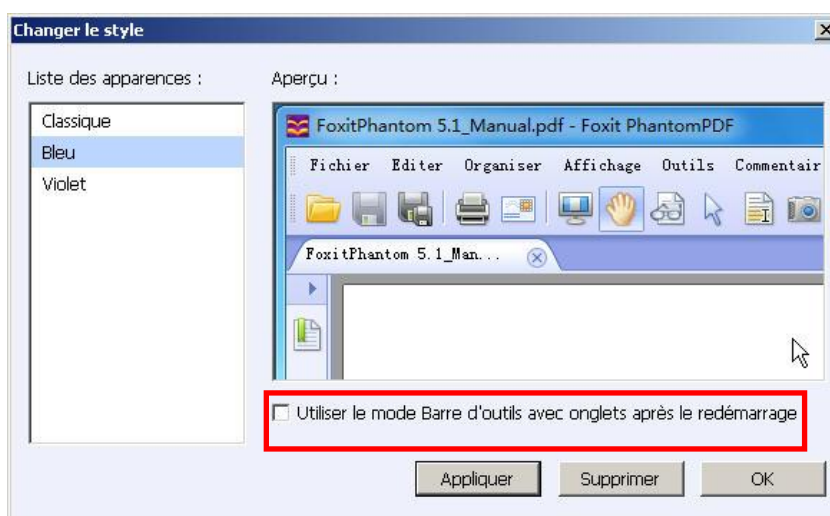 Changer le style
Liste des apparences :
Aperçu :
Classique
Bleu
Violet
FoxitPhantom 5.1_Manual.pdf - Foxit PhantomPDF
Fichier Editer Organiser Affichage Outils Commentair
FoxitPhantom 5.1_Man...
Utiliser le mode Barre d'outils avec onglets après le redémarrage
Appliquer Supprimer OK